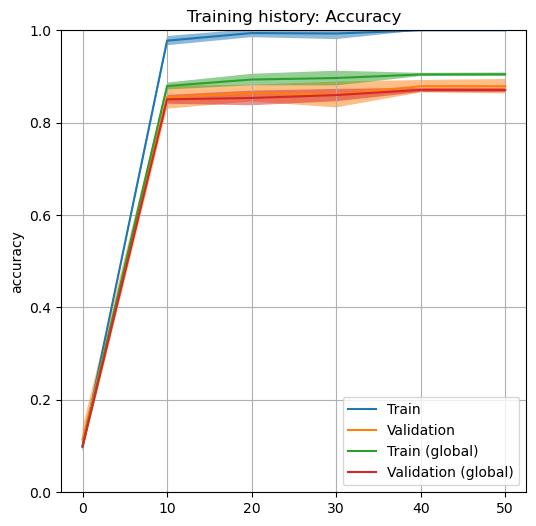 Training history: Accuracy
accuracy
1.0
0.8
0.6
0.4
0.2
0.0
0 10 20 30 40 50
Train
Validation
Train (global)
Validation (global)